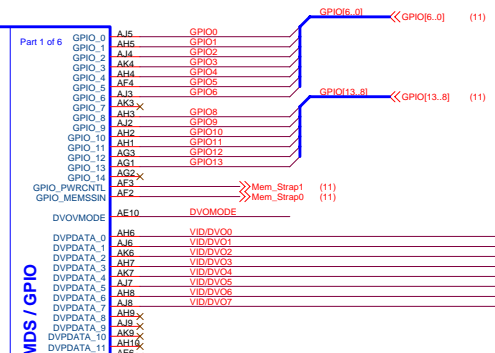 GPIO[6..0] GPIO[6..0] (11)
Part 1 of 6
GPIO_0 AJ5 GPIO0
GPIO_1 AH5 GPIO1
GPIO_2 AJ4 GPIO2
GPIO_3 AK4 GPIO3
GPIO_4 AH4 GPIO4
GPIO_5 AF4 GPIO5
GPIO_6 AJ3 GPIO6
GPIO_7 AK3
GPIO[13..8] GPIO[13..8] (11)
GPIO_8 AH3 GPIO8
GPIO_9 AJ2 GPIO9
GPIO_10 AH2 GPIO10
GPIO_11 AH1 GPIO11
GPIO_12 AG3 GPIO12
GPIO_13 AG1 GPIO13
GPIO_14 AG2
GPIO_PWRCNTL AF3 Mem_Strap1 (11)
GPIO_MEMSSIN AF2 Mem_Strap0 (11)
DVOVMODE AE10 DVOMODE
DVPDATA_0 AH6 VID/DVO0
DVPDATA_1 AJ6 VID/DVO1
DVPDATA_2 AK6 VID/DVO2
DVPDATA_3 AH7 VID/DVO3
DVPDATA_4 AK7 VID/DVO4
DVPDATA_5 AJ7 VID/DVO5
DVPDATA_6 AH8 VID/DVO6
DVPDATA_7 AJ8 VID/DVO7
DVPDATA_8 AH9
DVPDATA_9 AJ9
DVPDATA_10 AK9
DVPDATA_11 AH10
MDS / GPIO